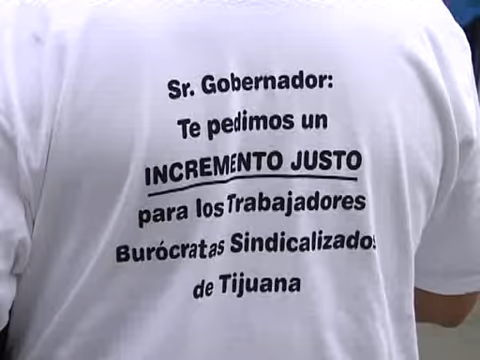 Sr. Gobernador:
Te pedimos un
INCREMENTO JUSTO
para los Trabajadores
Burócratas Sindicalizados
de Tijuana